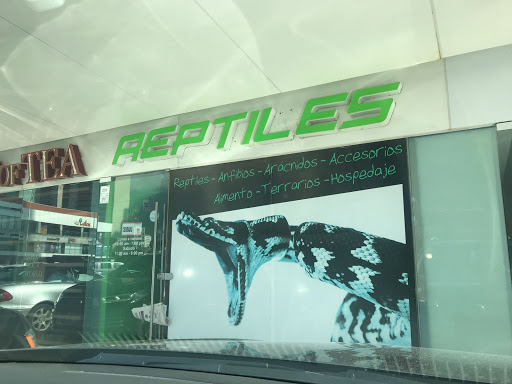 OF TEA
REPTILES
Reptiles - Anfibios - Arácnidos - Accesorios
Alimento - Terrarios - Hospedaje